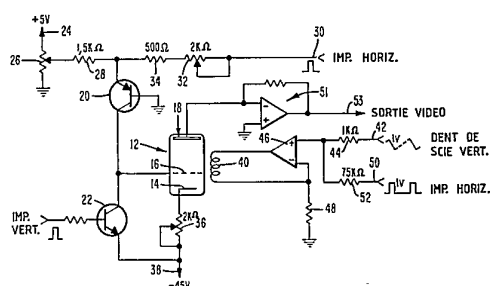 +5V
24
26
1,5KΩ
28
500Ω
34
2KΩ
32
30
IMP. HORIZ.
20
18
51
53
SORTIE VIDEO
12
16
14
46
40
1KΩ
44
42
1V
DENT DE
SCIE VERT.
50
75KΩ
52
1V
IMP. HORIZ.
48
22
IMP.
VERT.
2KΩ
36
38
-45V